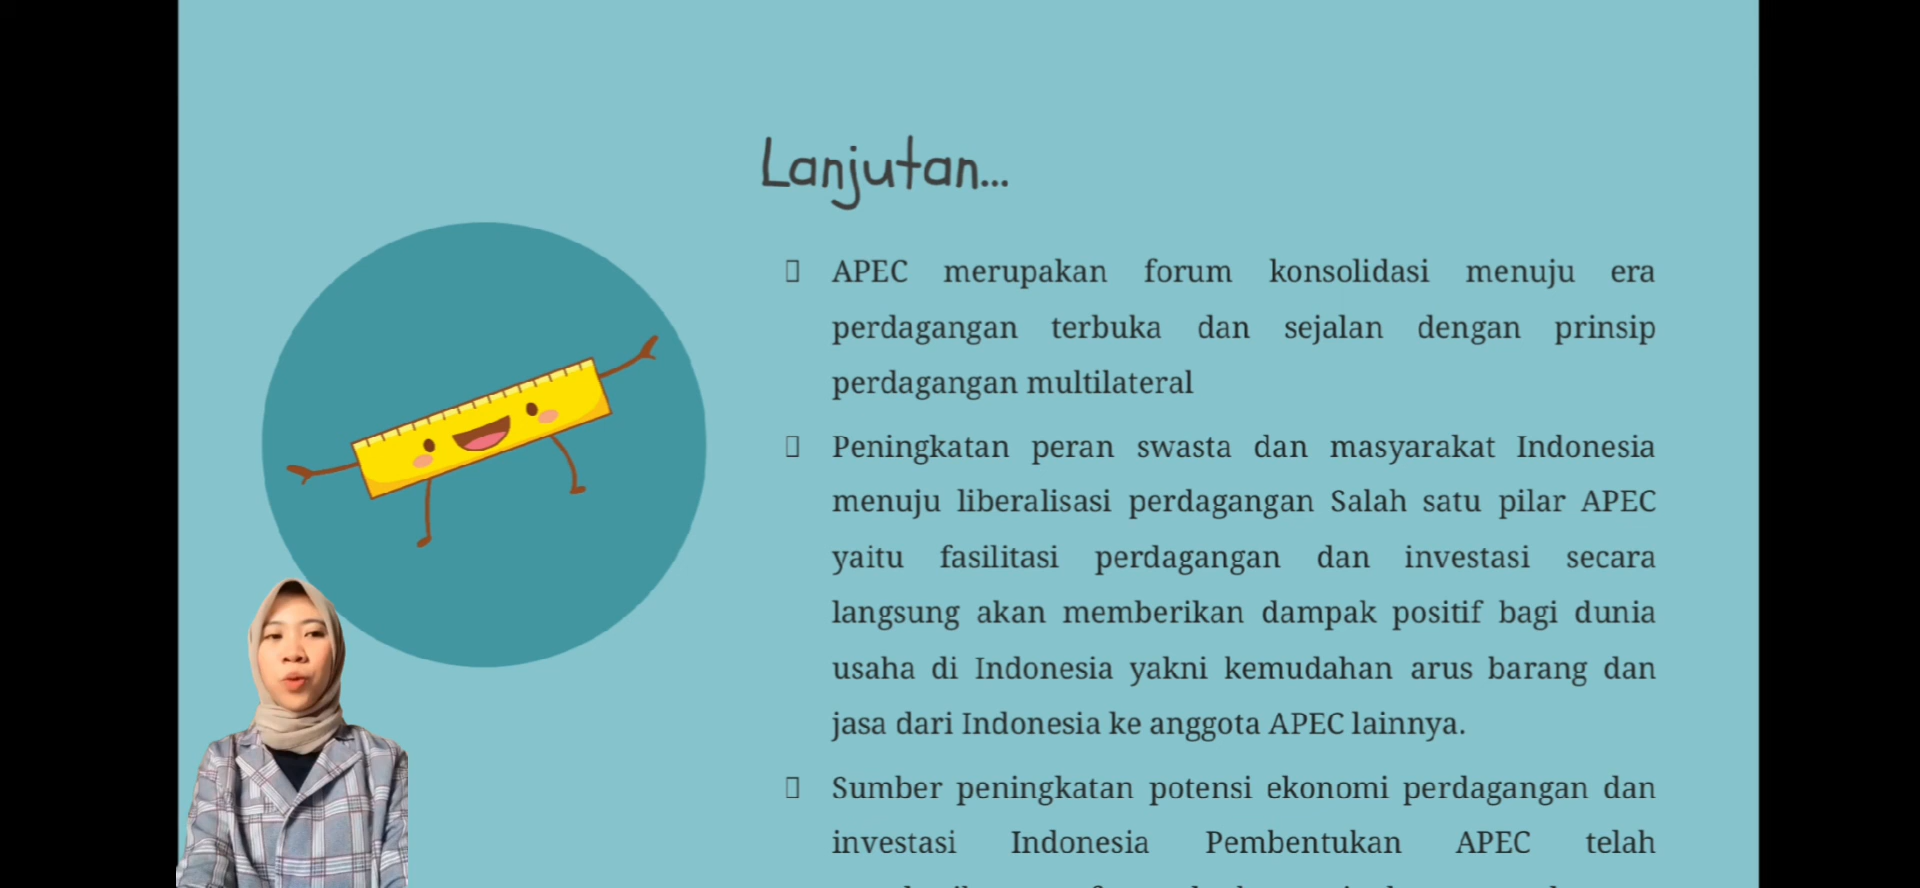 Lanjutan...
APEC merupakan forum konsolidasi menuju era
perdagangan terbuka dan sejalan dengan prinsip
perdagangan multilateral
Peningkatan peran swasta dan masyarakat Indonesia
menuju liberalisasi perdagangan Salah satu pilar APEC
yaitu fasilitasi perdagangan dan investasi secara
langsung akan memberikan dampak positif bagi dunia
usaha di Indonesia yakni kemudahan arus barang dan
jasa dari Indonesia ke anggota APEC lainnya.
Sumber peningkatan potensi ekonomi perdagangan dan
investasi Indonesia Pembentukan APEC telah